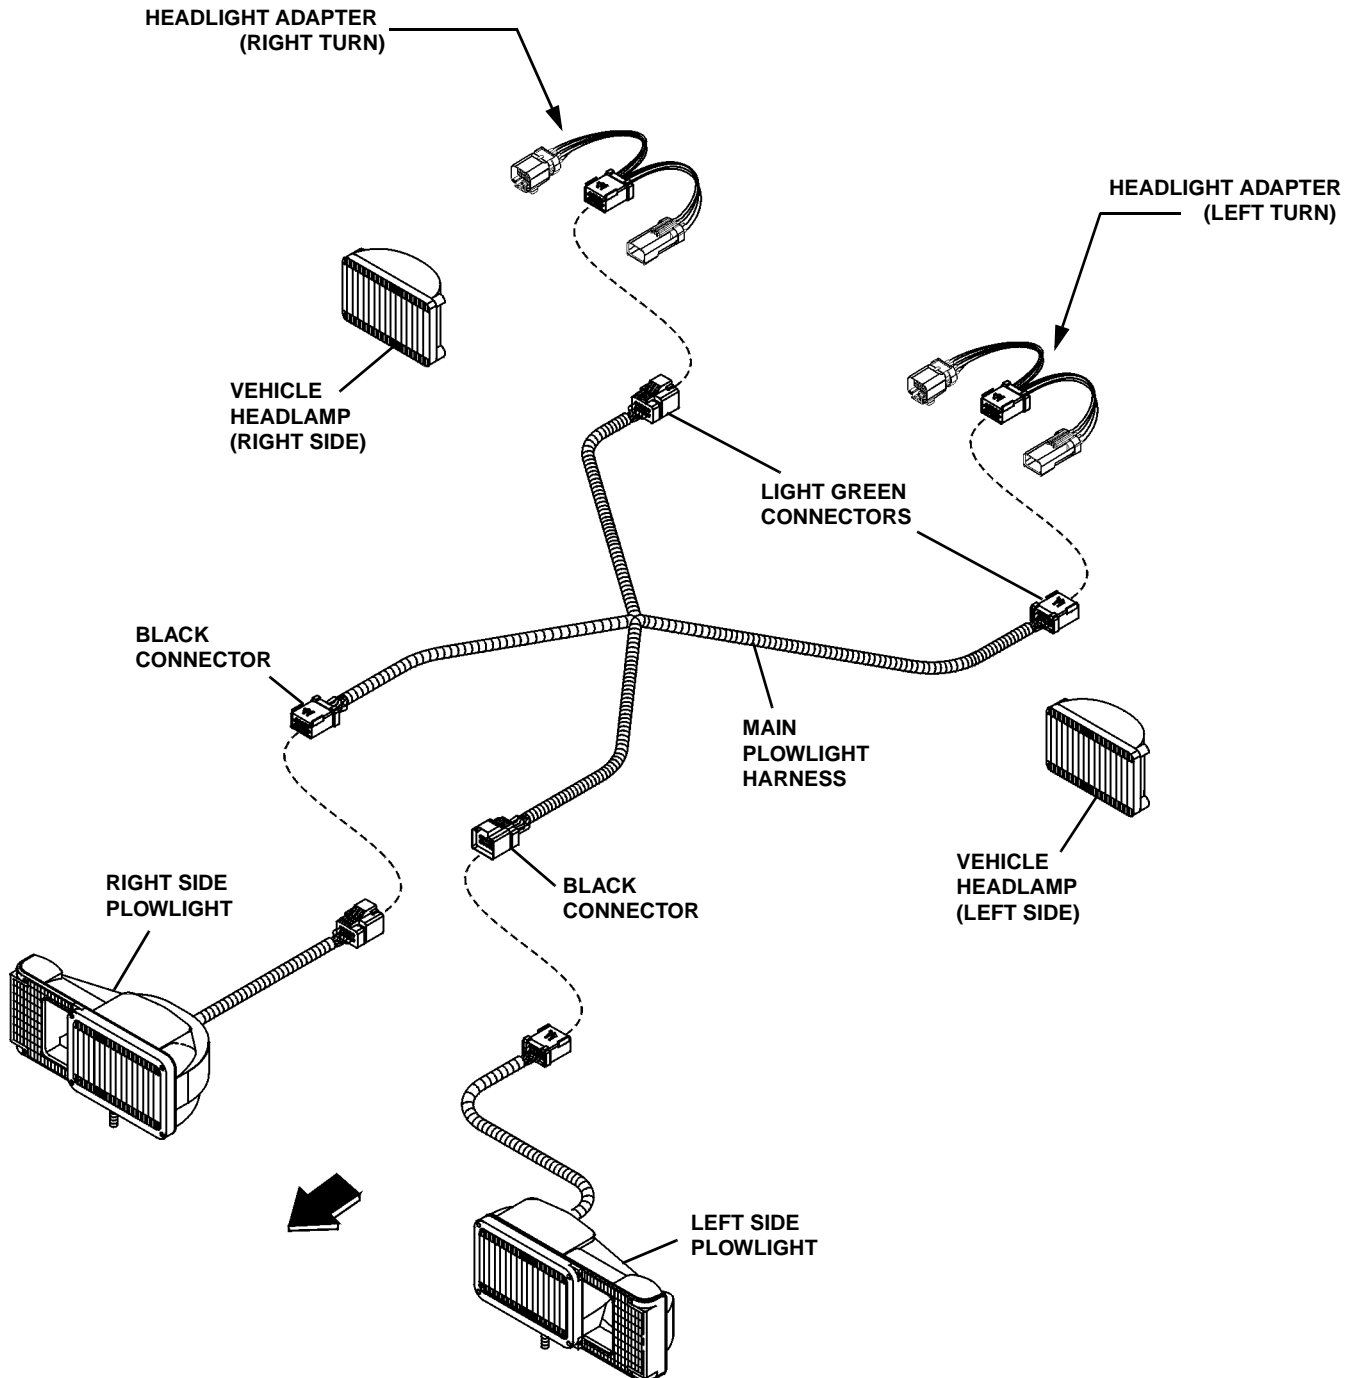 HEADLIGHT ADAPTER
(RIGHT TURN)
HEADLIGHT ADAPTER
(LEFT TURN)
VEHICLE
HEADLAMP
(RIGHT SIDE)
LIGHT GREEN
CONNECTORS
BLACK
CONNECTOR
MAIN
PLOWLIGHT
HARNESS
VEHICLE
HEADLAMP
(LEFT SIDE)
RIGHT SIDE
PLOWLIGHT
BLACK
CONNECTOR
LEFT SIDE
PLOWLIGHT